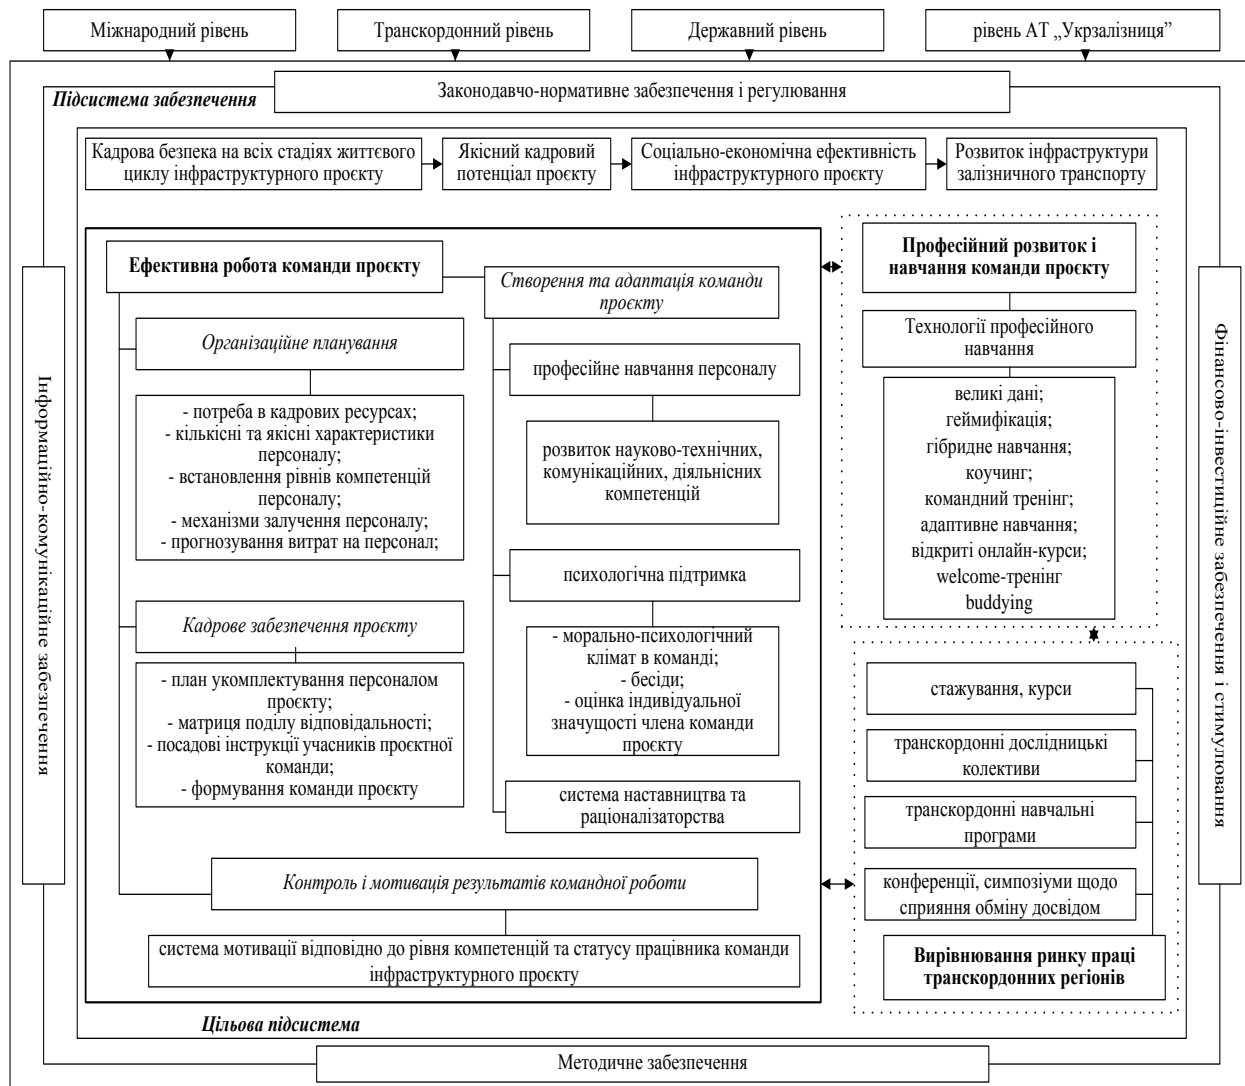 Міжнародний рівень
Транскордонний рівень
Державний рівень
рівень АТ „Укрзалізниця”
Підсистема забезпечення
Законодавчо-нормативне забезпечення і регулювання
Кадрова безпека на всіх стадіях життєвого
циклу інфраструктурного проєкту
Якісний кадровий
потенціал проєкту
Соціально-економічна ефективність
інфраструктурного проєкту
Розвиток інфраструктури
залізничного транспорту
Інформаційно-комунікаційне забезпечення
Ефективна робота команди проєкту
Організаційне планування
- потреба в кадрових ресурсах;
- кількісні та якісні характеристики
персоналу;
- встановлення рівнів компетенцій
персоналу;
- механізми залучення персоналу;
- прогнозування витрат на персонал;
Кадрове забезпечення проєкту
- план укомплектування персоналом
проєкту;
- матриця поділу відповідальності;
- посадові інструкції учасників проєктної
команди;
- формування команди проєкту
Створення та адаптація команди
проєкту
професійне навчання персоналу
розвиток науково-технічних,
комунікаційних, діяльнісних
компетенцій
психологічна підтримка
- морально-психологічний
клімат в команді;
- бесіди;
- оцінка індивідуальної
значущості члена команди
проєкту
система наставництва та
раціоналізаторства
Контроль і мотивація результатів командної роботи
система мотивації відповідно до рівня компетенцій та статусу працівника команди
інфраструктурного проєкту
Професійний розвиток і
навчання команди проєкту
Технології професійного
навчання
великі дані;
геймифікація;
гібридне навчання;
коучинг;
командний тренінг;
адаптивне навчання;
відкриті онлайн-курси;
welcome-тренінг
buddying
стажування, курси
транскордонні дослідницькі
колективи
транскордонні навчальні
програми
конференції, симпозіуми щодо
сприяння обміну досвідом
Вирівнювання ринку праці
транскордонних регіонів
Фінансово-інвестиційне забезпечення і стимулювання
Цільова підсистема
Методичне забезпечення